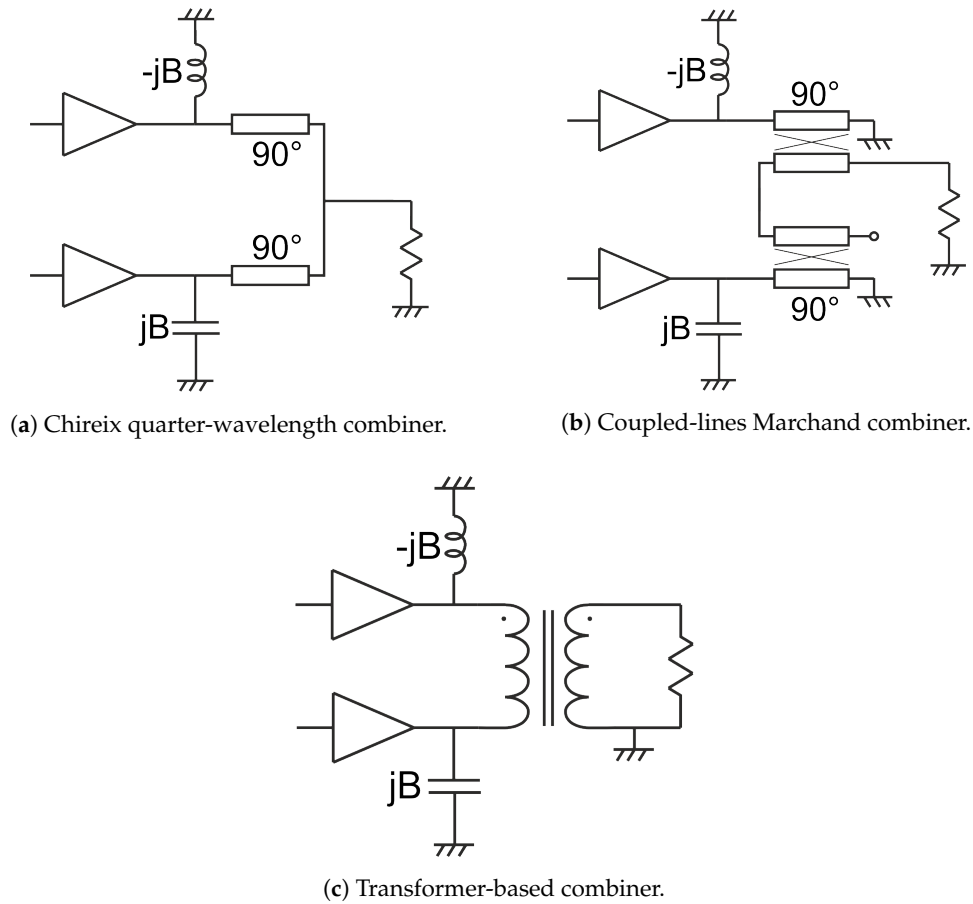 -jB
90°
90°
jB
(a) Chireix quarter-wavelength combiner.
-jB
90°
jB
90°
(b) Coupled-lines Marchand combiner.
-jB
jB
(c) Transformer-based combiner.